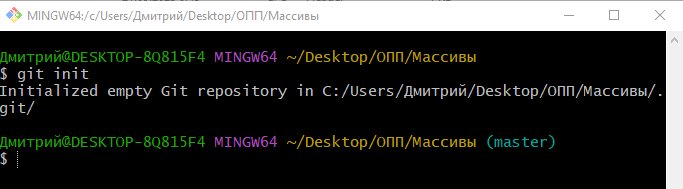 MINGW64:/c/Users/Дмитрий/Desktop/ОПП/Массивы
Дмитрий@DESKTOP-8Q815F4 MINGW64 ~/Desktop/ОПП/Массивы
$ git init
Initialized empty Git repository in C:/Users/Дмитрий/Desktop/ОПП/Массивы/.
git/
Дмитрий@DESKTOP-8Q815F4 MINGW64 ~/Desktop/ОПП/Массивы (master)
$